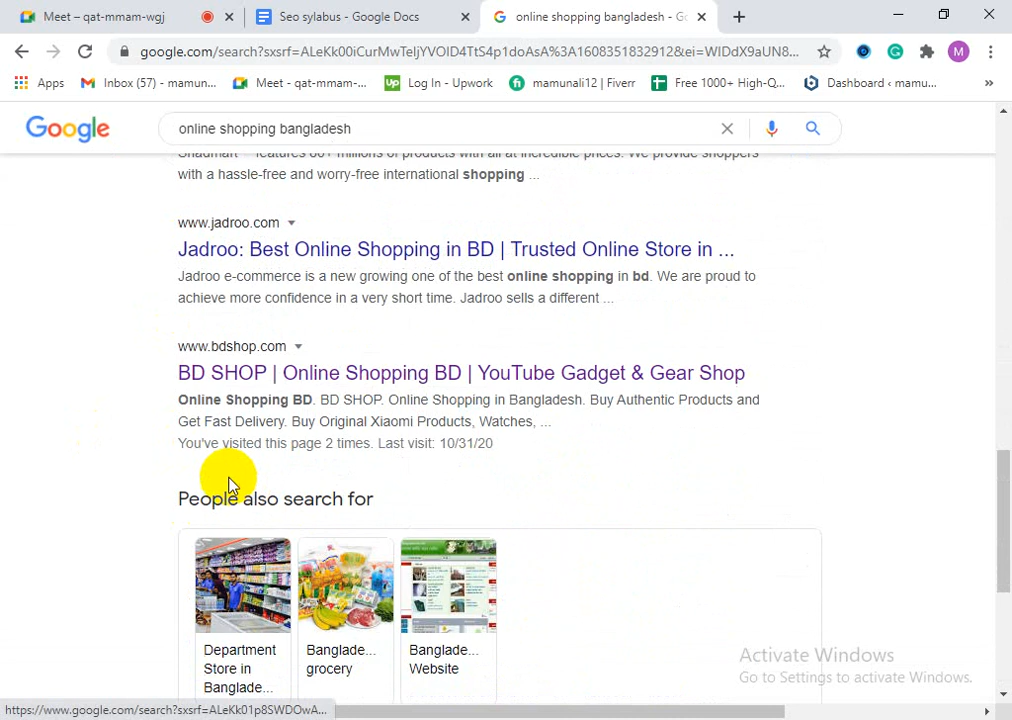 Meet – qat-mmam-wgj
Seo syllabus - Google Docs
online shopping bangladesh - Go
google.com/search?sxsrf=ALeKk00iCurMwTeljYVOlD4TtS4p1doAsA%3A1608351832912&ei=WlDdX9aUN8...
M
Apps
Inbox (57) - mamun...
Meet - qat-mmam-...
Up
Log In - Upwork
mamunali12 | Fiverr
Free 1000+ High-Q...
Dashboard ‹ mamu...
Google
online shopping bangladesh
with a hassle-free and worry-free international shopping ...
www.jadroo.com
Jadroo: Best Online Shopping in BD | Trusted Online Store in ...
Jadroo e-commerce is a new growing one of the best online shopping in bd. We are proud to
achieve more confidence in a very short time. Jadroo sells a different ...
www.bdshop.com
BD SHOP | Online Shopping BD | YouTube Gadget & Gear Shop
Online Shopping BD. BD SHOP. Online Shopping in Bangladesh. Buy Authentic Products and
Get Fast Delivery. Buy Original Xiaomi Products, Watches, ...
You've visited this page 2 times. Last visit: 10/31/20
People also search for
Department
Store in
Banglade...
Banglade...
grocery
Banglade...
Website
Activate Windows
Go to Settings to activate Windows.
https://www.google.com/search?sxsrf=ALeKk01p8SWDOwA...